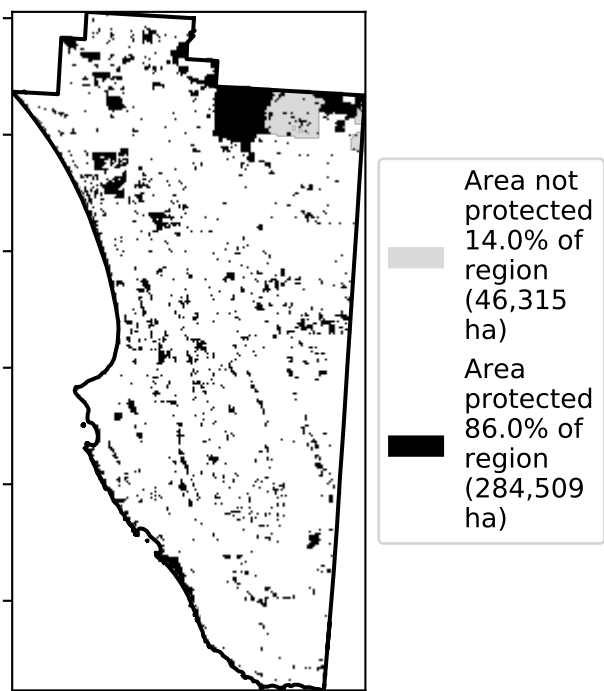 Area not
protected
14.0% of
region
(46,315
ha)
Area
protected
86.0% of
region
(284,509
ha)